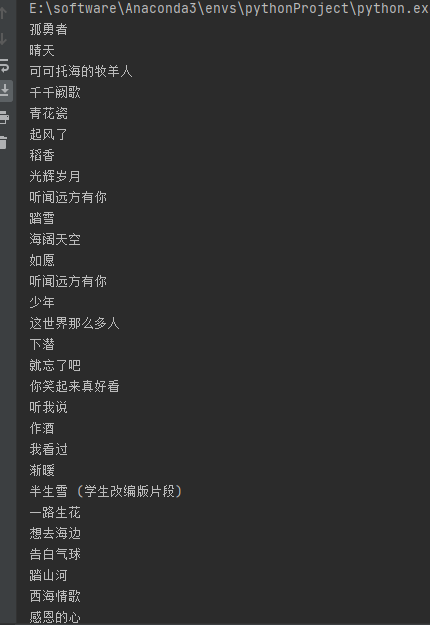 E:\software\Anaconda3\envs\pythonProject\python.ex
孤勇者
晴天
可可托海的牧羊人
千千阙歌
青花瓷
起风了
稻香
光辉岁月
听闻远方有你
踏雪
海阔天空
如愿
听闻远方有你
少年
这世界那么多人
下潜
就忘了吧
你笑起来真好看
听我说
作酒
我看过
渐暖
半生雪 (学生改编版片段)
一路生花
想去海边
告白气球
踏山河
西海情歌
感恩的心